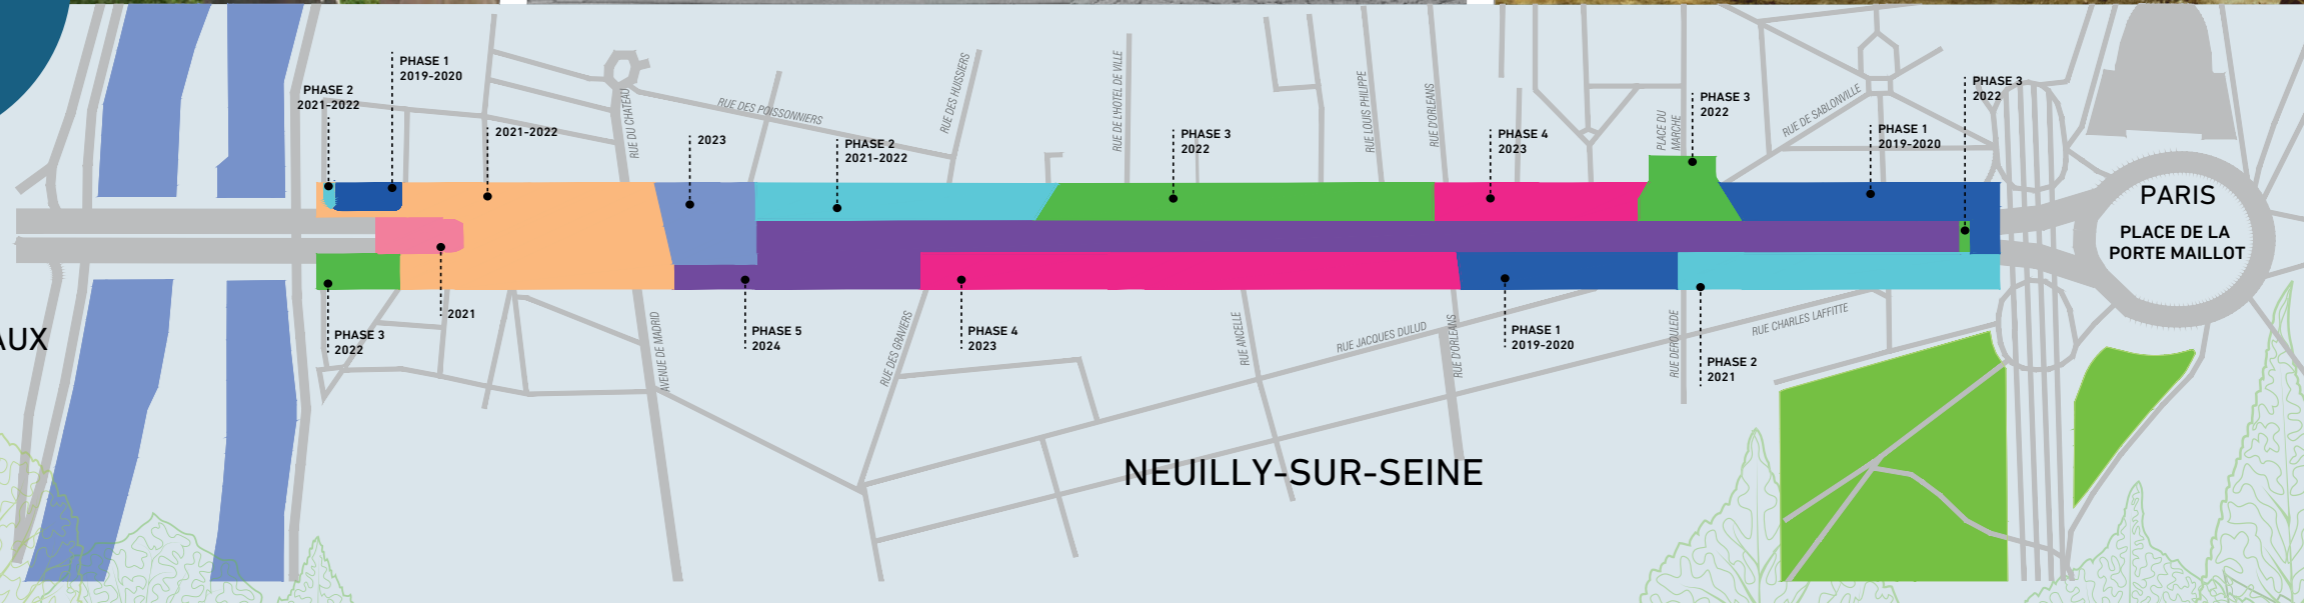 PHASE 1
2019-2020
PHASE 2
2021-2022
2021-2022
RUE DU CHATEAU
2023
RUE DES POISSONNIERS
PHASE 2
2021-2022
RUE DES HUISSIERS
RUE DE L'HOTEL DE VILLE
PHASE 3
2022
RUE LOUIS PHILIPPE
RUE D'ORLEANS
PHASE 4
2023
PLACE DU
MARCHE
PHASE 3
2022
RUE DE SABLONVILLE
PHASE 1
2019-2020
PHASE 3
2022
PARIS
PLACE DE LA
PORTE MAILLOT
AUX
PHASE 3
2022
2021
AVENUE DE MADRID
PHASE 5
2024
RUE DES GRAVIERS
PHASE 4
2023
RUE ANCELLE
RUE JACQUES DULUD
RUE D'ORLEANS
PHASE 1
2019-2020
RUE DEROULEDE
PHASE 2
2021
RUE CHARLES LAFFITTE
NEUILLY-SUR-SEINE